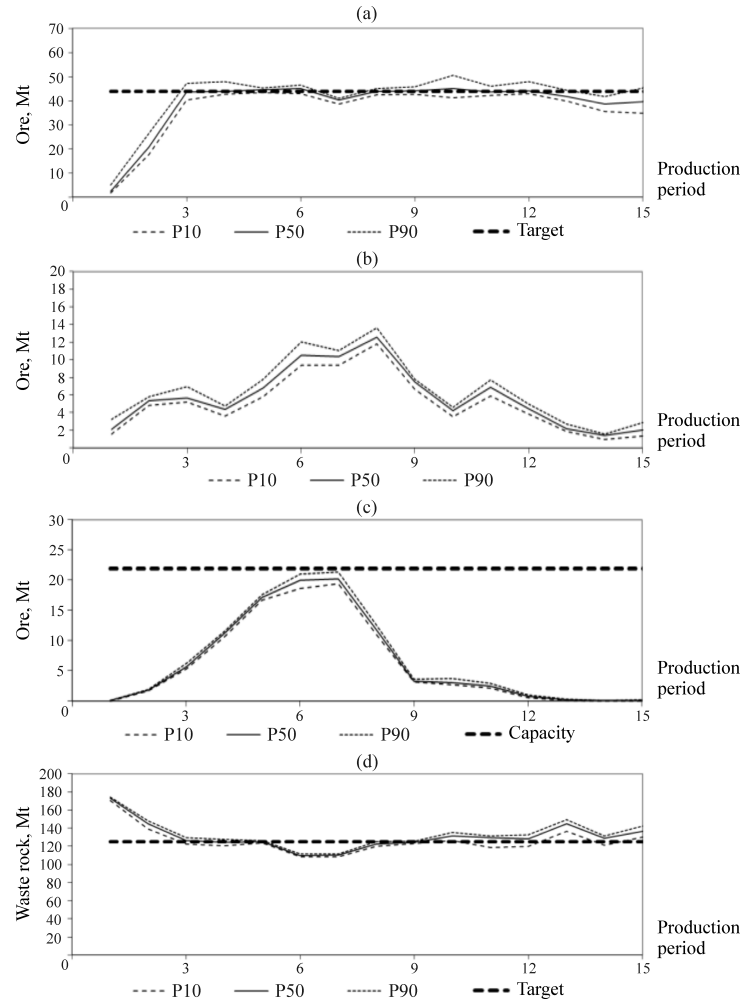 (a)
70
60
50
40
30
20
10
0
Ore, Mt
3
6
9
12
15
Production
period
P10
P50
P90
Target
(b)
20
18
16
14
12
10
8
6
4
2
0
Ore, Mt
3
6
9
12
15
Production
period
P10
P50
P90
(c)
30
25
20
15
10
5
0
Ore, Mt
3
6
9
12
15
Production
period
P10
P50
P90
Capacity
(d)
200
180
160
140
120
100
80
60
40
20
0
Waste rock, Mt
3
6
9
12
15
Production
period
P10
P50
P90
Target